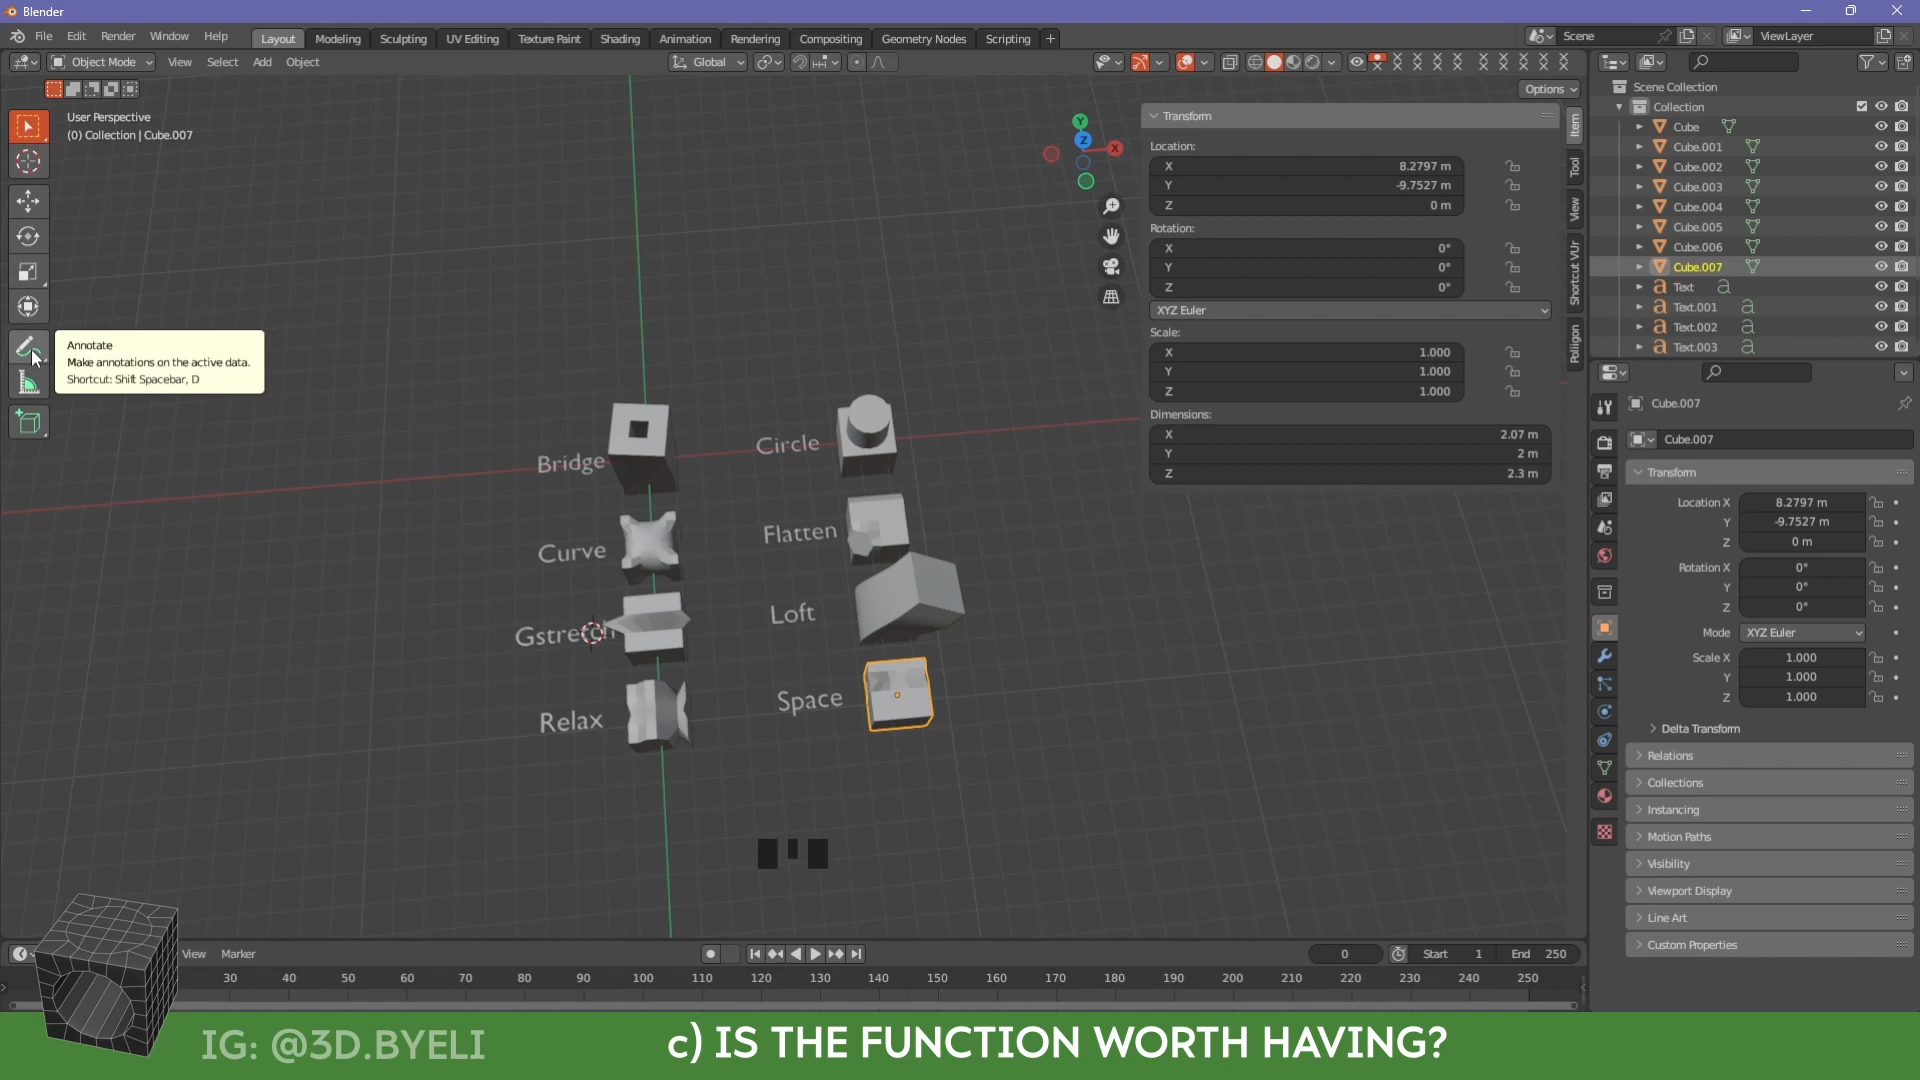 Blender
File Edit Render Window Help
Layout Modeling Sculpting UV Editing Texture Paint Shading Animation Rendering Compositing Geometry Nodes Scripting
Scene
ViewLayer
Object Mode View Select Add Object
Global
Options
User Perspective
(0) Collection | Cube.007
Annotate
Make annotations on the active data.
Shortcut: Shift Spacebar, D
Y
Z
X
Bridge
Circle
Curve
Flatten
Gstretch
Loft
Relax
Space
Transform
Location:
X 8.2797 m
Y -9.7527 m
Z 0 m
Rotation:
X 0°
Y 0°
Z 0°
XYZ Euler
Scale:
X 1.000
Y 1.000
Z 1.000
Dimensions:
X 2.07 m
Y 2 m
Z 2.3 m
Item
Tool
View
Shortcut VUr
Poliigon
Scene Collection
Collection
Cube
Cube.001
Cube.002
Cube.003
Cube.004
Cube.005
Cube.006
Cube.007
Text
Text.001
Text.002
Text.003
Cube.007
Cube.007
Transform
Location X 8.2797 m
Y -9.7527 m
Z 0 m
Rotation X 0°
Y 0°
Z 0°
Mode XYZ Euler
Scale X 1.000
Y 1.000
Z 1.000
Delta Transform
Relations
Collections
Instancing
Motion Paths
Visibility
Viewport Display
Line Art
Custom Properties
View Marker
0 Start 1 End 250
30 40 50 60 70 80 90 100 110 120 130 140 150 160 170 180 190 200 210 220 230 240 250
IG: @3D.BYELI
c) IS THE FUNCTION WORTH HAVING?